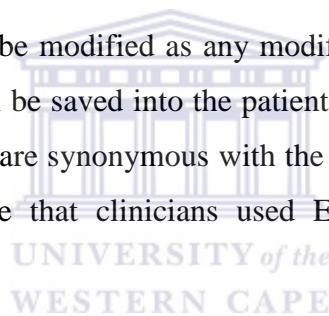 be modified as any modif
be saved into the patient
are synonymous with the
e that clinicians used E
UNIVERSITY of the
WESTERN CAPE